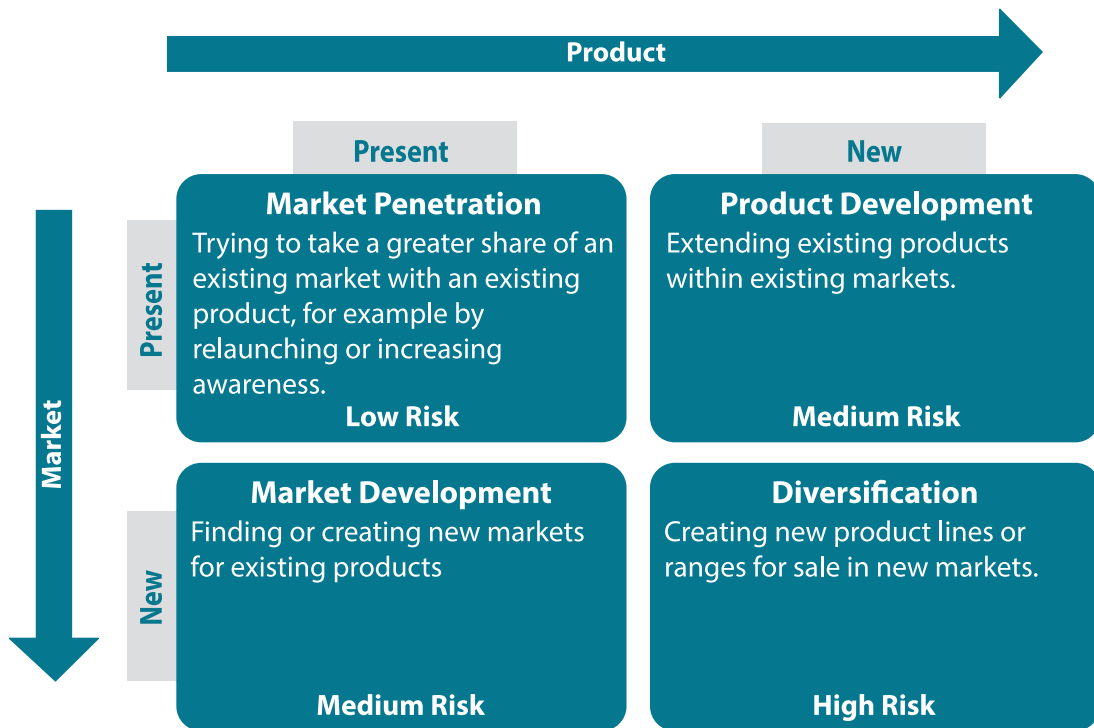 Product
Present
New
Market
Present
Market Penetration
Trying to take a greater share of an
existing market with an existing
product, for example by
relaunching or increasing
awareness.
Low Risk
Product Development
Extending existing products
within existing markets.
Medium Risk
New
Market Development
Finding or creating new markets
for existing products
Medium Risk
Diversification
Creating new product lines or
ranges for sale in new markets.
High Risk